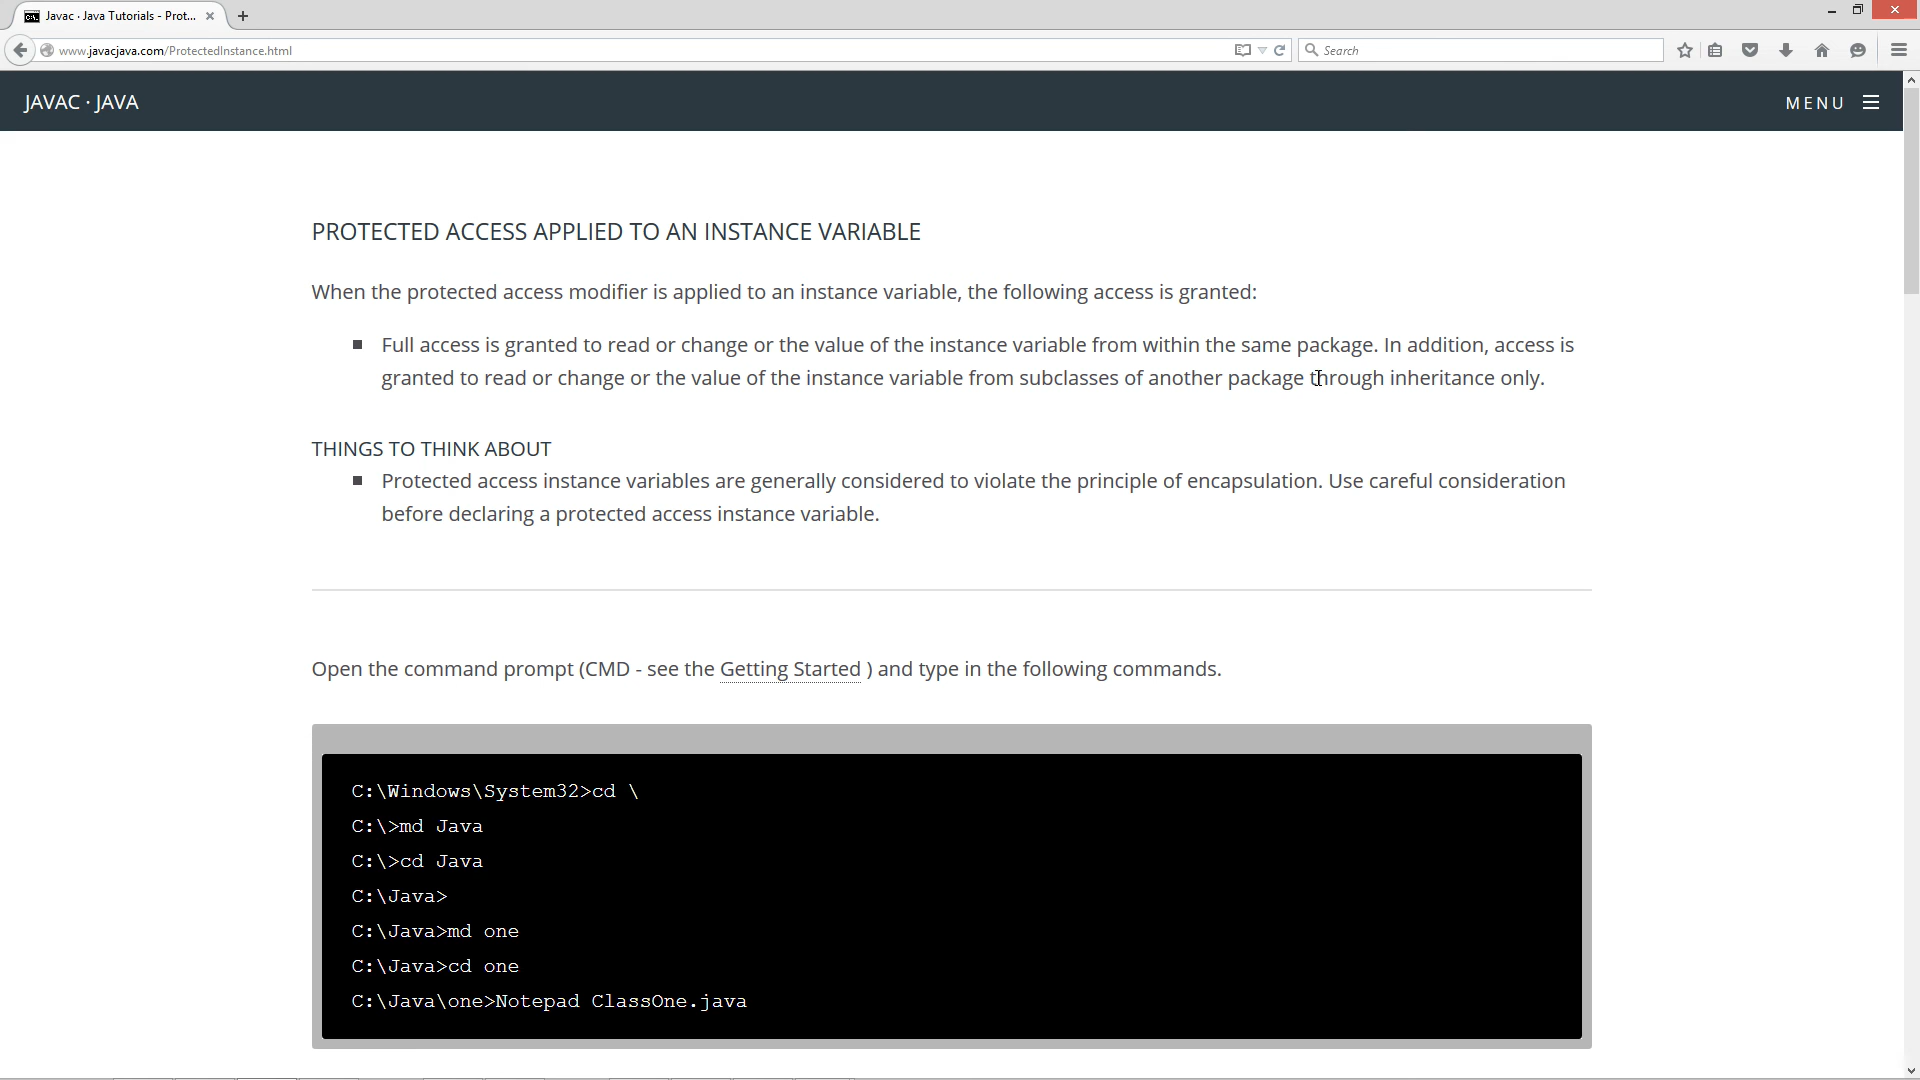 Javac · Java Tutorials - Prot...
www.javacjava.com/ProtectedInstance.html
Search
JAVAC · JAVA
MENU
PROTECTED ACCESS APPLIED TO AN INSTANCE VARIABLE
When the protected access modifier is applied to an instance variable, the following access is granted:
Full access is granted to read or change or the value of the instance variable from within the same package. In addition, access is
granted to read or change or the value of the instance variable from subclasses of another package through inheritance only.
THINGS TO THINK ABOUT
Protected access instance variables are generally considered to violate the principle of encapsulation. Use careful consideration
before declaring a protected access instance variable.
Open the command prompt (CMD - see the Getting Started ) and type in the following commands.
C:\Windows\System32>cd \
C:\>md Java
C:\>cd Java
C:\Java>
C:\Java>md one
C:\Java>cd one
C:\Java\one>Notepad ClassOne.java